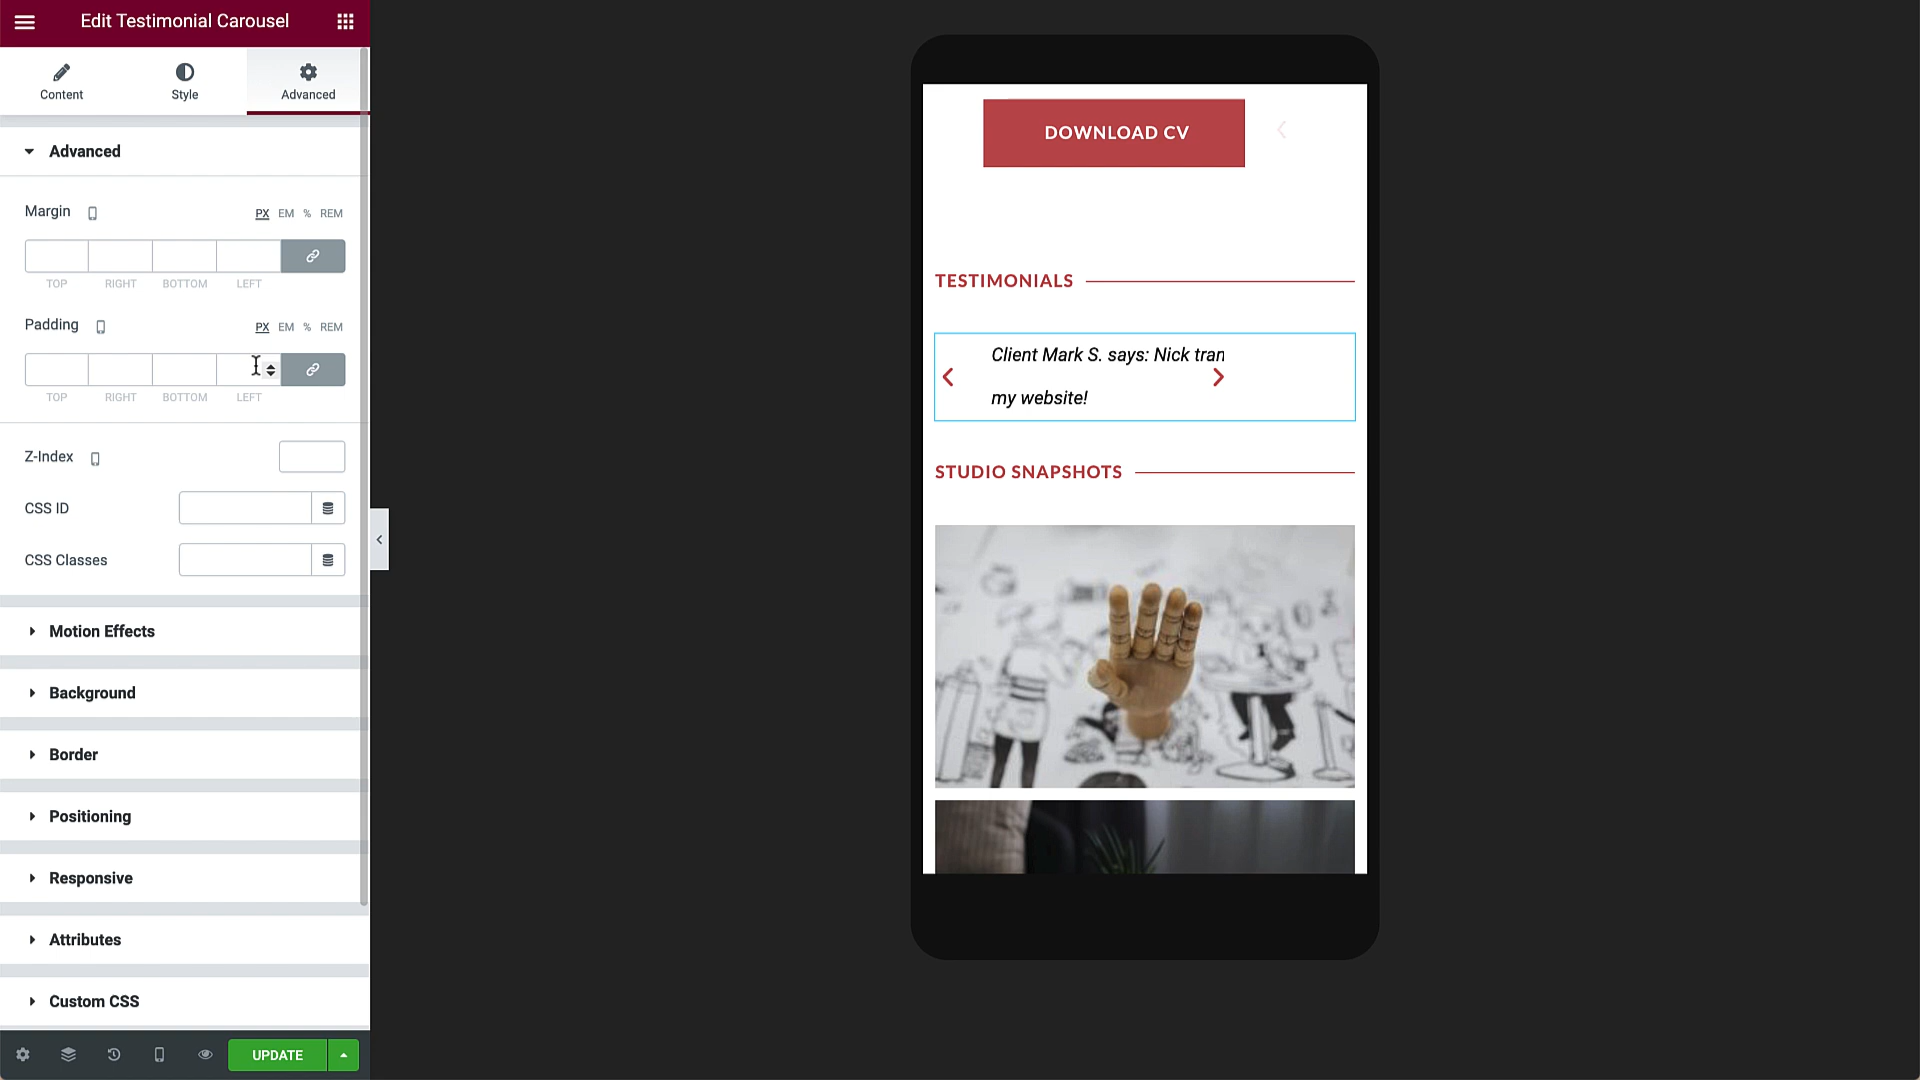 Edit Testimonial Carousel
Content
Style
Advanced
Advanced
Margin
PX EM % REM
TOP RIGHT BOTTOM LEFT
Padding
PX EM % REM
TOP RIGHT BOTTOM LEFT
Z-Index
CSS ID
CSS Classes
Motion Effects
Background
Border
Positioning
Responsive
Attributes
Custom CSS
UPDATE
DOWNLOAD CV
TESTIMONIALS
Client Mark S. says: Nick tran
my website!
STUDIO SNAPSHOTS